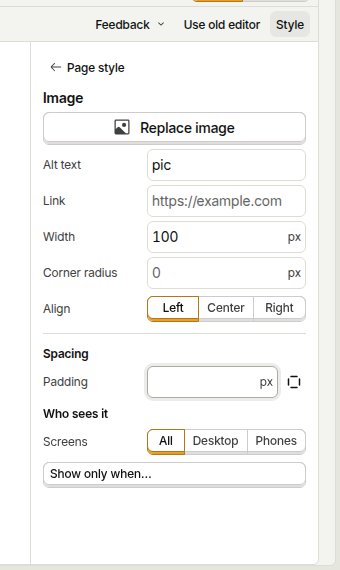 Feedback Use old editor Style
Page style
Image
Replace image
Alt text pic
Link https://example.com
Width 100 px
Corner radius 0 px
Align Left Center Right
Spacing
Padding px
Who sees it
Screens All Desktop Phones
Show only when...